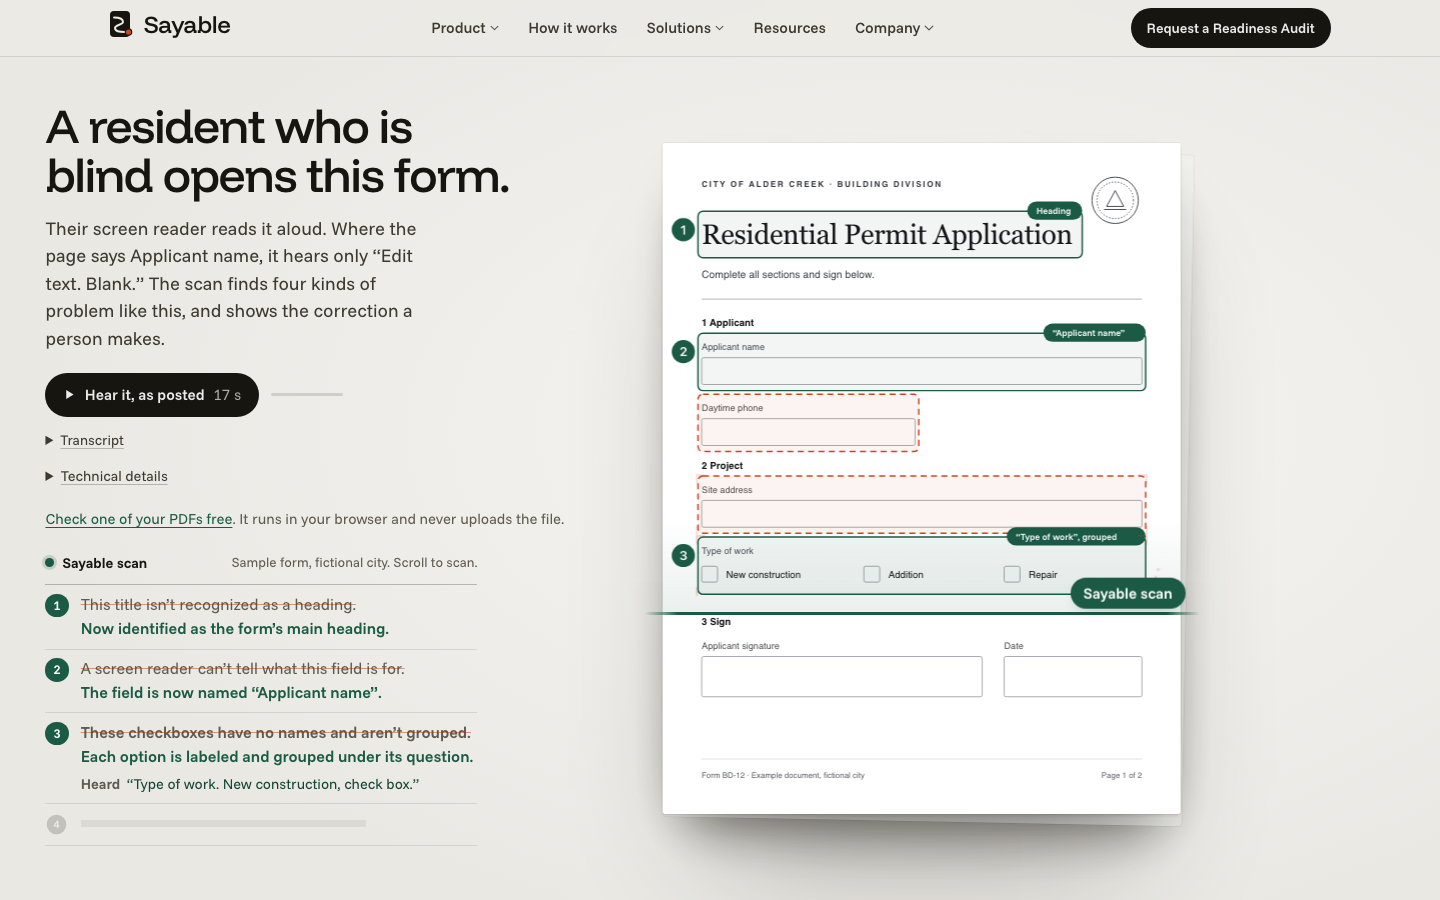 Sayable
Product
How it works
Solutions
Resources
Company
Request a Readiness Audit
A resident who is
blind opens this form.
Their screen reader reads it aloud. Where the
page says Applicant name, it hears only “Edit
text. Blank.” The scan finds four kinds of
problem like this, and shows the correction a
person makes.
Hear it, as posted 17 s
Transcript
Technical details
Check one of your PDFs free. It runs in your browser and never uploads the file.
Sayable scan
Sample form, fictional city. Scroll to scan.
1 This title isn’t recognized as a heading.
Now identified as the form’s main heading.
2 A screen reader can’t tell what this field is for.
The field is now named “Applicant name”.
3 These checkboxes have no names and aren’t grouped.
Each option is labeled and grouped under its question.
Heard “Type of work. New construction, check box.”
4
CITY OF ALDER CREEK · BUILDING DIVISION
Heading
1 Residential Permit Application
Complete all sections and sign below.
1 Applicant
“Applicant name”
2 Applicant name
Daytime phone
2 Project
Site address
“Type of work”, grouped
3 Type of work
New construction
Addition
Repair
Sayable scan
3 Sign
Applicant signature
Date
Form BD-12 · Example document, fictional city
Page 1 of 2